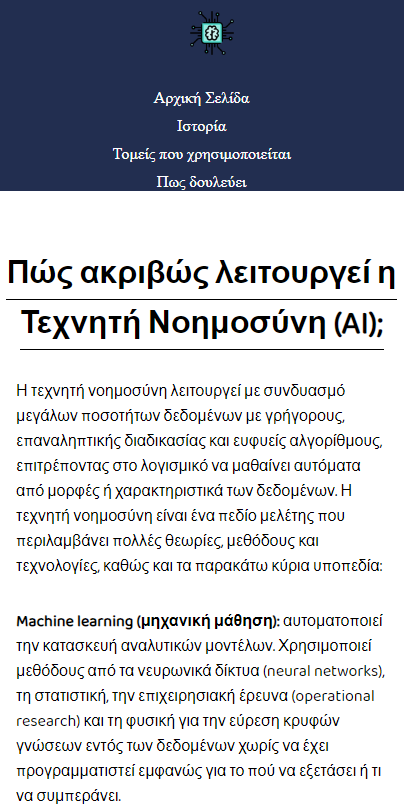 Αρχική Σελίδα
Ιστορία
Τομείς που χρησιμοποιείται
Πως δουλεύει
Πώς ακριβώς λειτουργεί η
Τεχνητή Νοημοσύνη (AI);
Η τεχνητή νοημοσύνη λειτουργεί με συνδυασμό
μεγάλων ποσοτήτων δεδομένων με γρήγορους,
επαναληπτικής διαδικασίας και ευφυείς αλγορίθμους,
επιτρέποντας στο λογισμικό να μαθαίνει αυτόματα
από μορφές ή χαρακτηριστικά των δεδομένων. Η
τεχνητή νοημοσύνη είναι ένα πεδίο μελέτης που
περιλαμβάνει πολλές θεωρίες, μεθόδους και
τεχνολογίες, καθώς και τα παρακάτω κύρια υποπεδία:
Machine learning (μηχανική μάθηση): αυτοματοποιεί
την κατασκευή αναλυτικών μοντέλων. Χρησιμοποιεί
μεθόδους από τα νευρωνικά δίκτυα (neural networks),
τη στατιστική, την επιχειρησιακή έρευνα (operational
research) και τη φυσική για την εύρεση κρυφών
γνώσεων εντός των δεδομένων χωρίς να έχει
προγραμματιστεί εμφανώς για το πού να εξετάσει ή τι
να συμπεράνει.